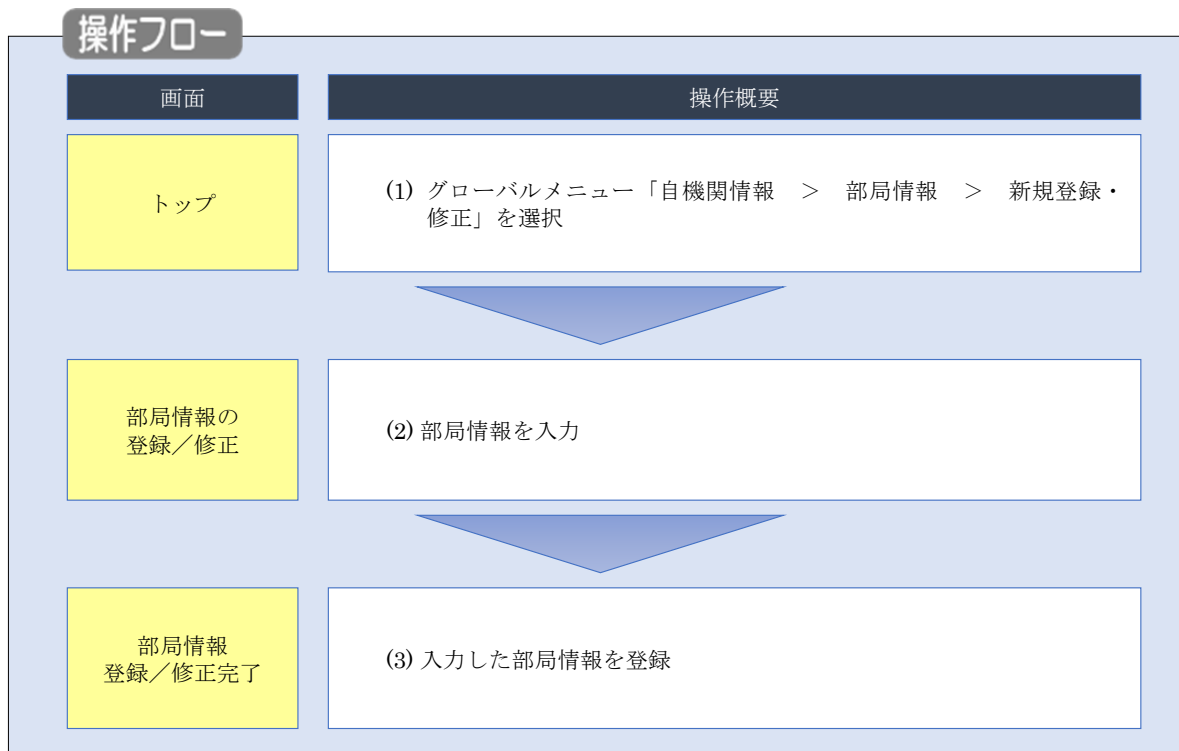 操作フロー
画面
操作概要
トップ
(1) グローバルメニュー「自機関情報　＞　部局情報　＞　新規登録・
修正」を選択
部局情報の
登録／修正
(2) 部局情報を入力
部局情報
登録／修正完了
(3) 入力した部局情報を登録